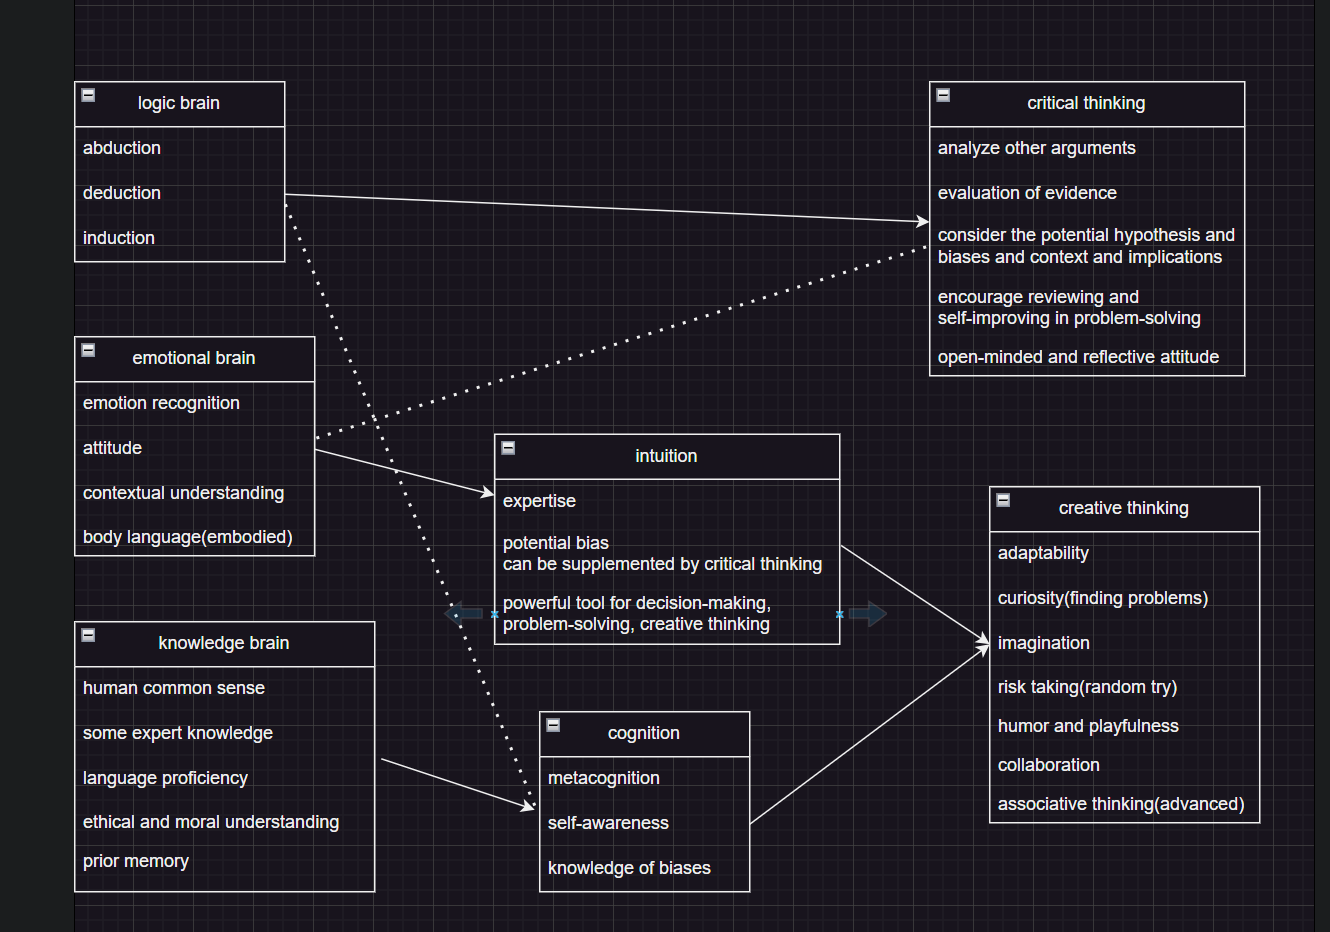 logic brain
abduction
deduction
induction
critical thinking
analyze other arguments
evaluation of evidence
consider the potential hypothesis and
biases and context and implications
encourage reviewing and
self-improving in problem-solving
open-minded and reflective attitude
emotional brain
emotion recognition
attitude
contextual understanding
body language(embodied)
intuition
expertise
potential bias
can be supplemented by critical thinking
powerful tool for decision-making,
problem-solving, creative thinking
creative thinking
adaptability
curiosity(finding problems)
imagination
risk taking(random try)
humor and playfulness
collaboration
associative thinking(advanced)
knowledge brain
human common sense
some expert knowledge
language proficiency
ethical and moral understanding
prior memory
cognition
metacognition
self-awareness
knowledge of biases